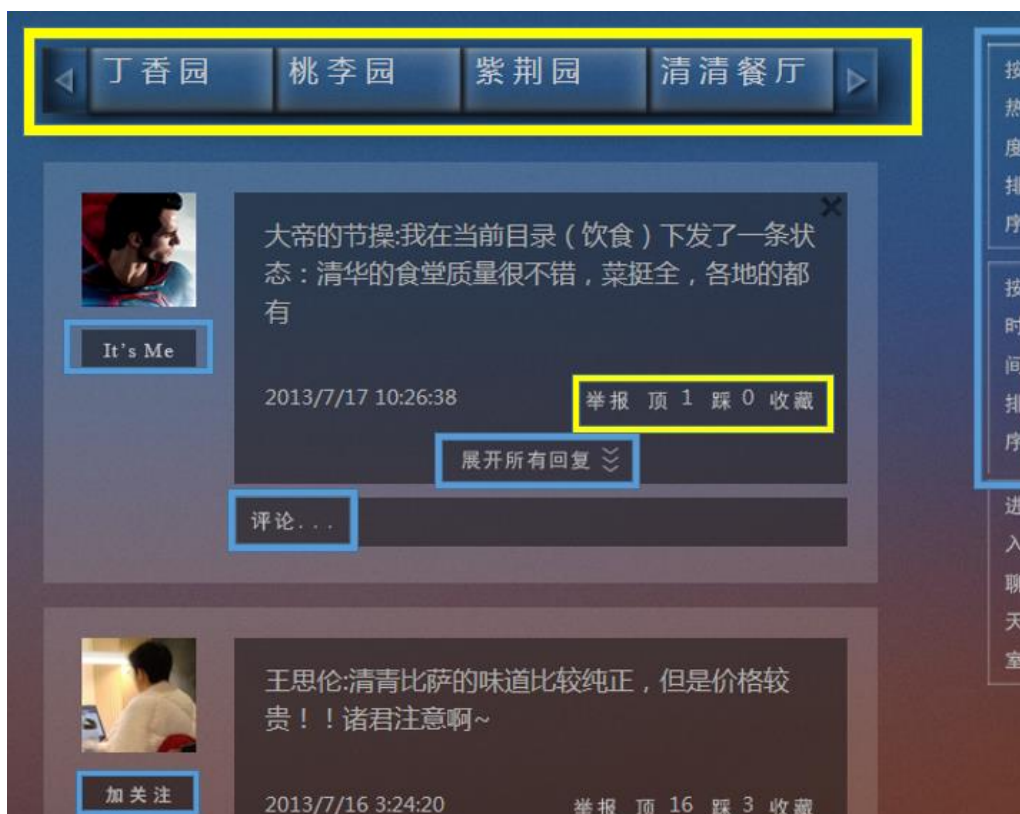 丁香园 桃李园 紫荆园 清清餐厅
大帝的节操:我在当前目录（饮食）下发了一条状
态：清华的食堂质量很不错，菜挺全，各地的都
有
It's Me
2013/7/17 10:26:38 举报 顶 1 踩 0 收藏
展开所有回复
评论...
王思伦:清青比萨的味道比较纯正，但是价格较
贵！！诸君注意啊~
加关注
2013/7/16 3:24:20 举报 顶 16 踩 3 收藏
按
热
度
排
序
按
时
间
排
序
进
入
聊
天
室